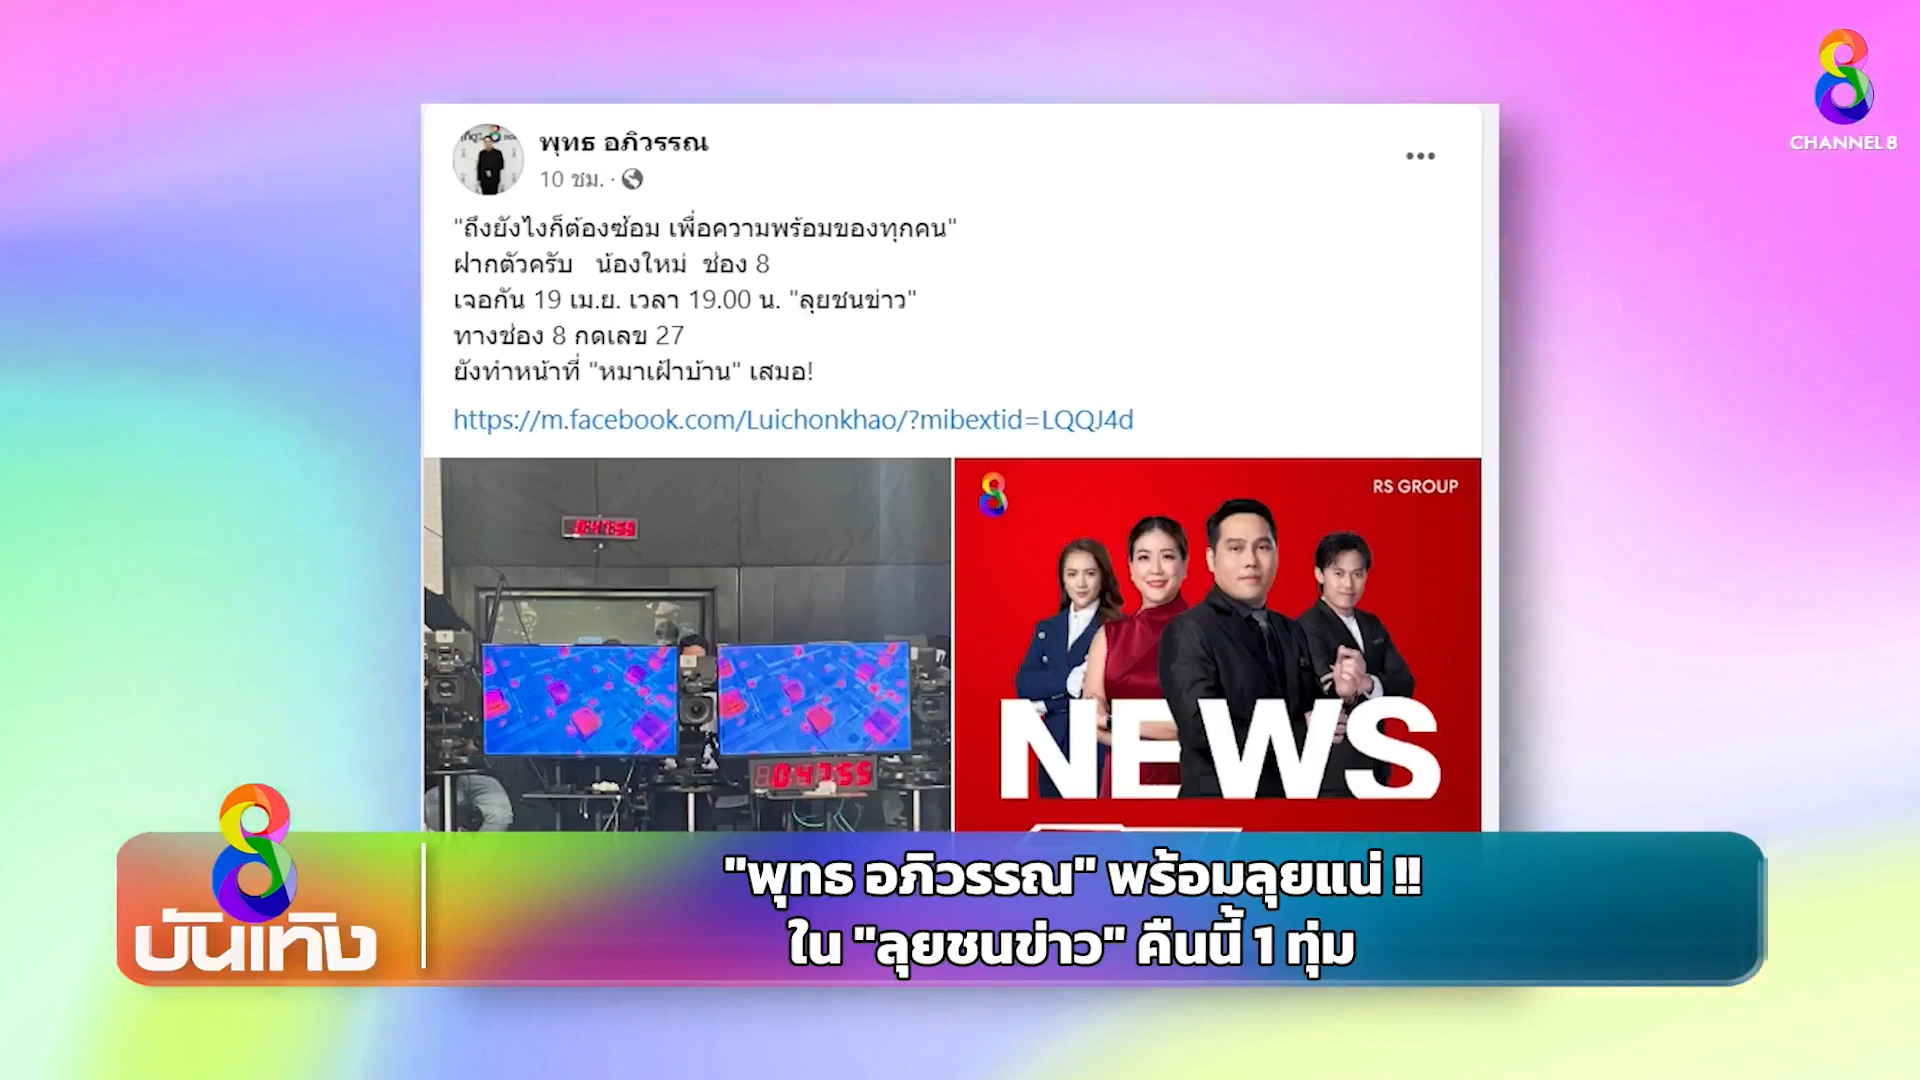 CHANNEL 8
พุทธ อภิวรรณ
10 ชม.
"ถึงยังไงก็ต้องซ้อม เพื่อความพร้อมของทุกคน"
ฝากตัวครับ น้องใหม่ ช่อง 8
เจอกัน 19 เม.ย. เวลา 19.00 น. "ลุยชนข่าว"
ทางช่อง 8 กดเลข 27
ยังทำหน้าที่ "หมาเฝ้าบ้าน" เสมอ!
https://m.facebook.com/Luichonkhao/?mibextid=LQQJ4d
RS GROUP
NEWS
บันเทิง
"พุทธ อภิวรรณ" พร้อมลุยแน่ !!
ใน "ลุยชนข่าว" คืนนี้ 1 ทุ่ม